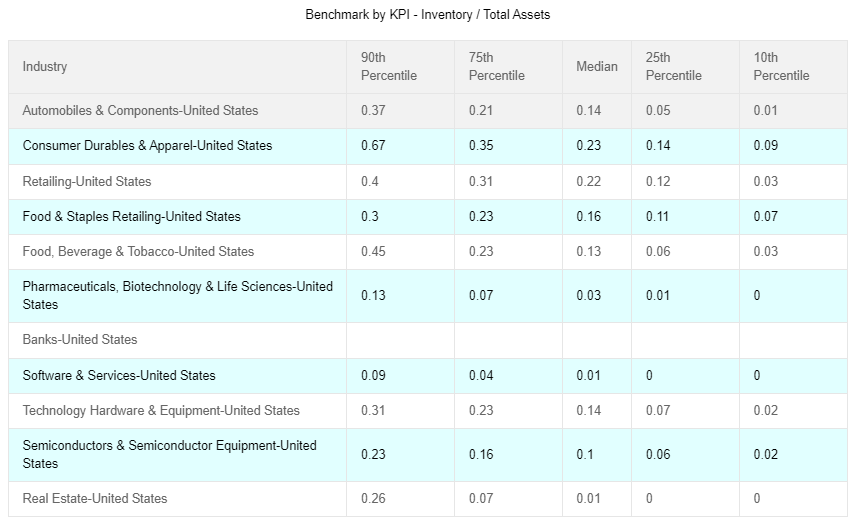 Benchmark by KPI - Inventory / Total Assets
Industry 90th Percentile 75th Percentile Median 25th Percentile 10th Percentile
Automobiles & Components-United States 0.37 0.21 0.14 0.05 0.01
Consumer Durables & Apparel-United States 0.67 0.35 0.23 0.14 0.09
Retailing-United States 0.4 0.31 0.22 0.12 0.03
Food & Staples Retailing-United States 0.3 0.23 0.16 0.11 0.07
Food, Beverage & Tobacco-United States 0.45 0.23 0.13 0.06 0.03
Pharmaceuticals, Biotechnology & Life Sciences-United States 0.13 0.07 0.03 0.01 0
Banks-United States
Software & Services-United States 0.09 0.04 0.01 0 0
Technology Hardware & Equipment-United States 0.31 0.23 0.14 0.07 0.02
Semiconductors & Semiconductor Equipment-United States 0.23 0.16 0.1 0.06 0.02
Real Estate-United States 0.26 0.07 0.01 0 0